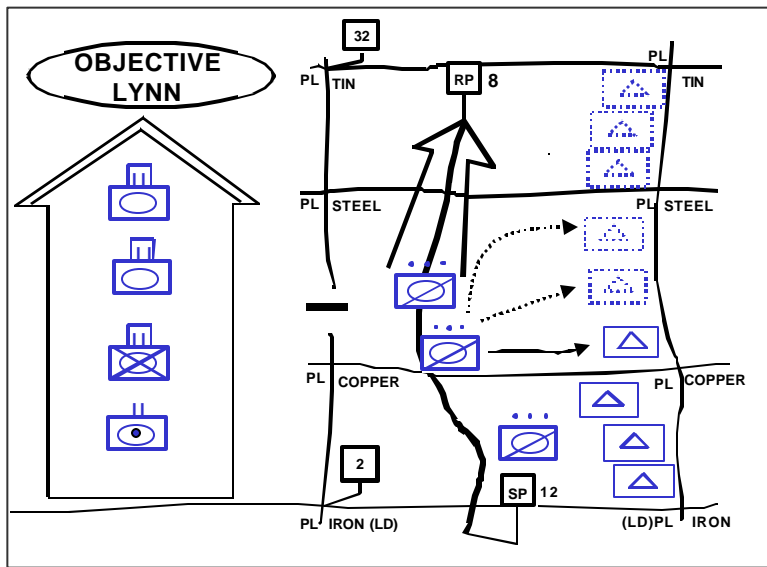 OBJECTIVE
LYNN
32
PL TIN
RP 8
PL
TIN
PL STEEL
PL STEEL
PL COPPER
PL COPPER
2
SP 12
PL IRON (LD)
(LD)PL IRON